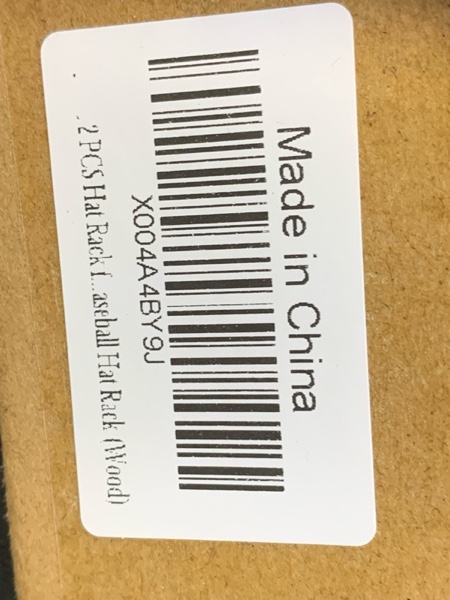 Made in China
X004A4BY9J
. 2 PCS Hat Rack f... aseball Hat Rack (Wood)